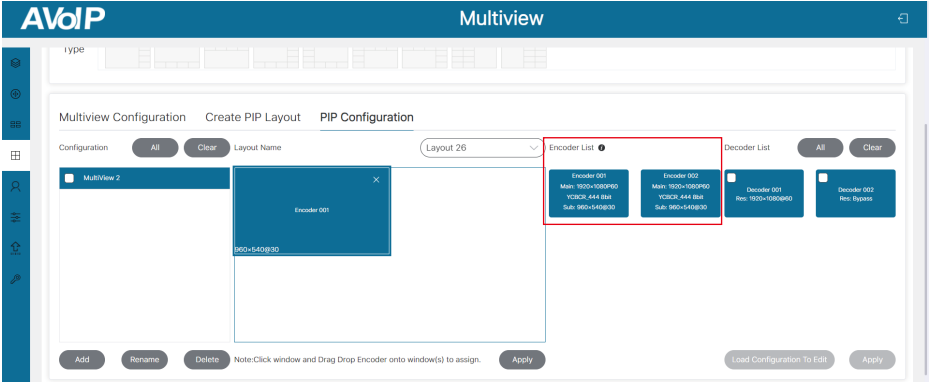 AVoIP
Multiview
Type
Multiview Configuration Create PIP Layout PIP Configuration
Configuration All Clear Layout Name Layout 26 Encoder List Decoder List All Clear
MultiView 2
Encoder 001
960×540@30
Encoder 001
Main: 1920×1080P60
YCBCR_444 8bit
Sub: 960×540@30
Encoder 002
Main: 1920×1080P60
YCBCR_444 8bit
Sub: 960×540@30
Decoder 001
Res: 1920×1080@60
Decoder 002
Res: Bypass
Add Rename Delete Note:Click window and Drag Drop Encoder onto window(s) to assign. Apply Load Configuration To Edit Apply